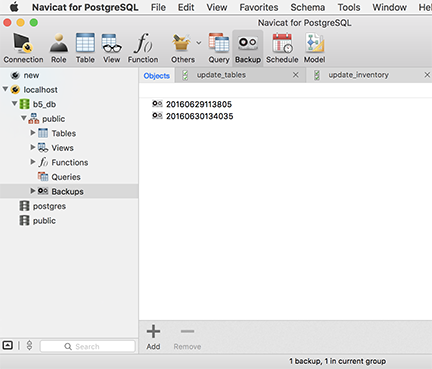 Navicat for PostgreSQL File Edit View Favorites Schema Tools Window Help
Navicat for PostgreSQL
Connection Role Table View Function Others Query Backup Schedule Model
new
localhost
b5_db
public
Tables
Views
f() Functions
Queries
Backups
postgres
public
Objects update_tables update_inventory
20160629113805
20160630134035
Add Remove
Search
1 backup, 1 in current group